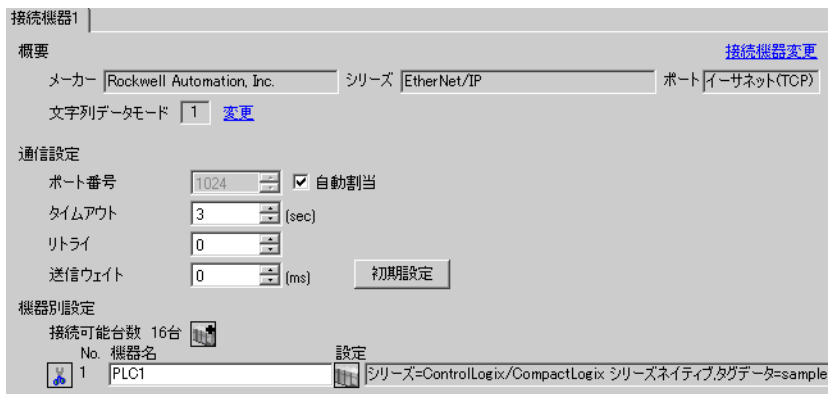 接続機器1
概要
接続機器変更
メーカー Rockwell Automation, Inc. シリーズ EtherNet/IP ポート イーサネット(TCP)
文字列データモード 1 変更
通信設定
ポート番号 1024 自動割当
タイムアウト 3 (sec)
リトライ 0
送信ウェイト 0 (ms) 初期設定
機器別設定
接続可能台数 16台
No. 機器名 設定
1 PLC1 シリーズ=ControlLogix/CompactLogix シリーズネイティブ,タグデータ=sample